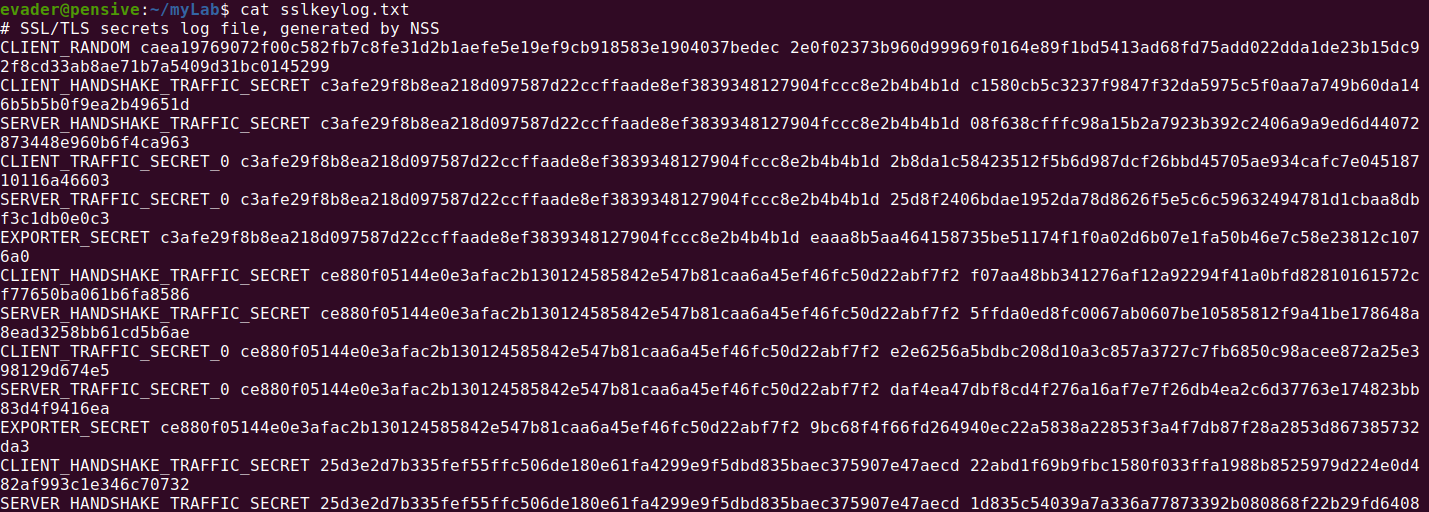 evader@pensive:~/myLab$ cat sslkeylog.txt
# SSL/TLS secrets log file, generated by NSS
CLIENT_RANDOM caea19769072f00c582fb7c8fe31d2b1aefe5e19ef9cb918583e1904037bedec 2e0f02373b960d99969f0164e89f1bd5413ad68fd75add022dda1de23b15dc9
2f8cd33ab8ae71b7a5409d31bc0145299
CLIENT_HANDSHAKE_TRAFFIC_SECRET c3afe29f8b8ea218d097587d22ccffaade8ef3839348127904fccc8e2b4b4b1d c1580cb5c3237f9847f32da5975c5f0aa7a749b60da14
6b5b5b0f9ea2b49651d
SERVER_HANDSHAKE_TRAFFIC_SECRET c3afe29f8b8ea218d097587d22ccffaade8ef3839348127904fccc8e2b4b4b1d 08f638cfffc98a15b2a7923b392c2406a9a9ed6d44072
873448e960b6f4ca963
CLIENT_TRAFFIC_SECRET_0 c3afe29f8b8ea218d097587d22ccffaade8ef3839348127904fccc8e2b4b4b1d 2b8da1c58423512f5b6d987dcf26bbd45705ae934cafc7e045187
10116a46603
SERVER_TRAFFIC_SECRET_0 c3afe29f8b8ea218d097587d22ccffaade8ef3839348127904fccc8e2b4b4b1d 25d8f2406bdae1952da78d8626f5e5c6c59632494781d1cbaa8db
f3c1db0e0c3
EXPORTER_SECRET c3afe29f8b8ea218d097587d22ccffaade8ef3839348127904fccc8e2b4b4b1d eaaa8b5aa464158735be51174f1f0a02d6b07e1fa50b46e7c58e23812c107
6a0
CLIENT_HANDSHAKE_TRAFFIC_SECRET ce880f05144e0e3afac2b130124585842e547b81caa6a45ef46fc50d22abf7f2 f07aa48bb341276af12a92294f41a0bfd82810161572c
f77650ba061b6fa8586
SERVER_HANDSHAKE_TRAFFIC_SECRET ce880f05144e0e3afac2b130124585842e547b81caa6a45ef46fc50d22abf7f2 5ffda0ed8fc0067ab0607be10585812f9a41be178648a
8ead3258bb61cd5b6ae
CLIENT_TRAFFIC_SECRET_0 ce880f05144e0e3afac2b130124585842e547b81caa6a45ef46fc50d22abf7f2 e2e6256a5bdbc208d10a3c857a3727c7fb6850c98acee872a25e3
98129d674e5
SERVER_TRAFFIC_SECRET_0 ce880f05144e0e3afac2b130124585842e547b81caa6a45ef46fc50d22abf7f2 daf4ea47dbf8cd4f276a16af7e7f26db4ea2c6d37763e174823bb
83d4f9416ea
EXPORTER_SECRET ce880f05144e0e3afac2b130124585842e547b81caa6a45ef46fc50d22abf7f2 9bc68f4f66fd264940ec22a5838a22853f3a4f7db87f28a2853d867385732
da3
CLIENT_HANDSHAKE_TRAFFIC_SECRET 25d3e2d7b335fef55ffc506de180e61fa4299e9f5dbd835baec375907e47aecd 22abd1f69b9fbc1580f033ffa1988b8525979d224e0d4
82af993c1e346c70732
SERVER_HANDSHAKE_TRAFFIC_SECRET 25d3e2d7b335fef55ffc506de180e61fa4299e9f5dbd835baec375907e47aecd 1d835c54039a7a336a77873392b080868f22b29fd6408